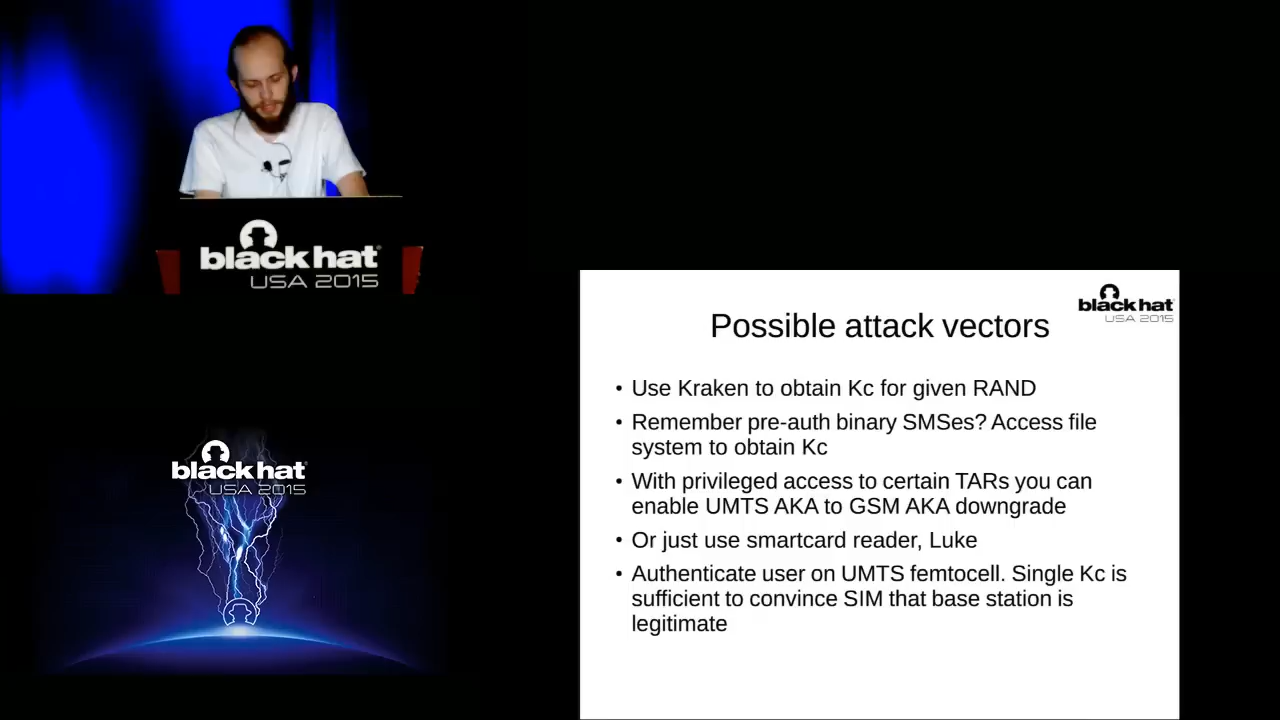 black hat
USA 2015
black hat
USA 2015
black hat
USA 2015
Possible attack vectors
• Use Kraken to obtain Kc for given RAND
• Remember pre-auth binary SMSes? Access file
system to obtain Kc
• With privileged access to certain TARs you can
enable UMTS AKA to GSM AKA downgrade
• Or just use smartcard reader, Luke
• Authenticate user on UMTS femtocell. Single Kc is
sufficient to convince SIM that base station is
legitimate